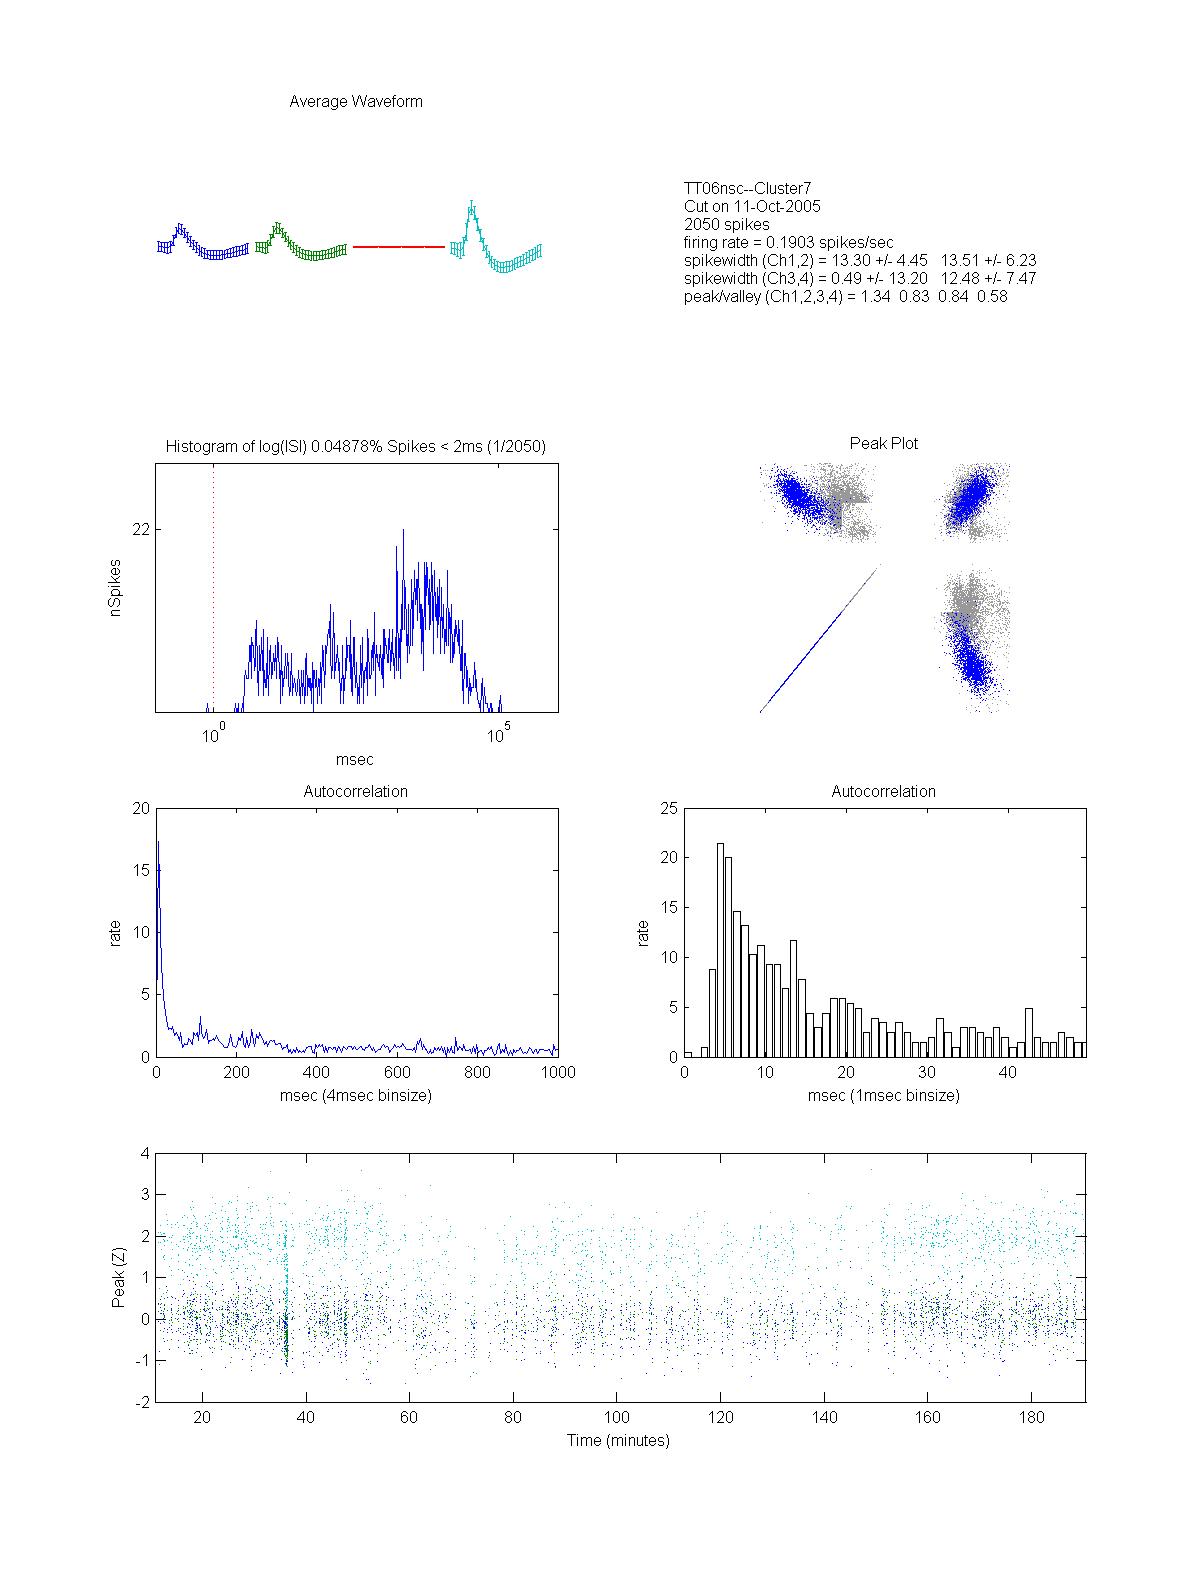 Average Waveform
TT06nsc--Cluster7
Cut on 11-Oct-2005
2050 spikes
firing rate = 0.1903 spikes/sec
spikewidth (Ch1,2) = 13.30 +/- 4.45 13.51 +/- 6.23
spikewidth (Ch3,4) = 0.49 +/- 13.20 12.48 +/- 7.47
peak/valley (Ch1,2,3,4) = 1.34 0.83 0.84 0.58
Histogram of log(ISI) 0.04878% Spikes < 2ms (1/2050)
22
nSpikes
10^0 10^5
msec
Peak Plot
Autocorrelation
20
15
10
5
0
rate
0 200 400 600 800 1000
msec (4msec binsize)
Autocorrelation
25
20
15
10
5
0
rate
0 10 20 30 40
msec (1msec binsize)
4
3
2
1
0
-1
-2
Peak (Z)
20 40 60 80 100 120 140 160 180
Time (minutes)